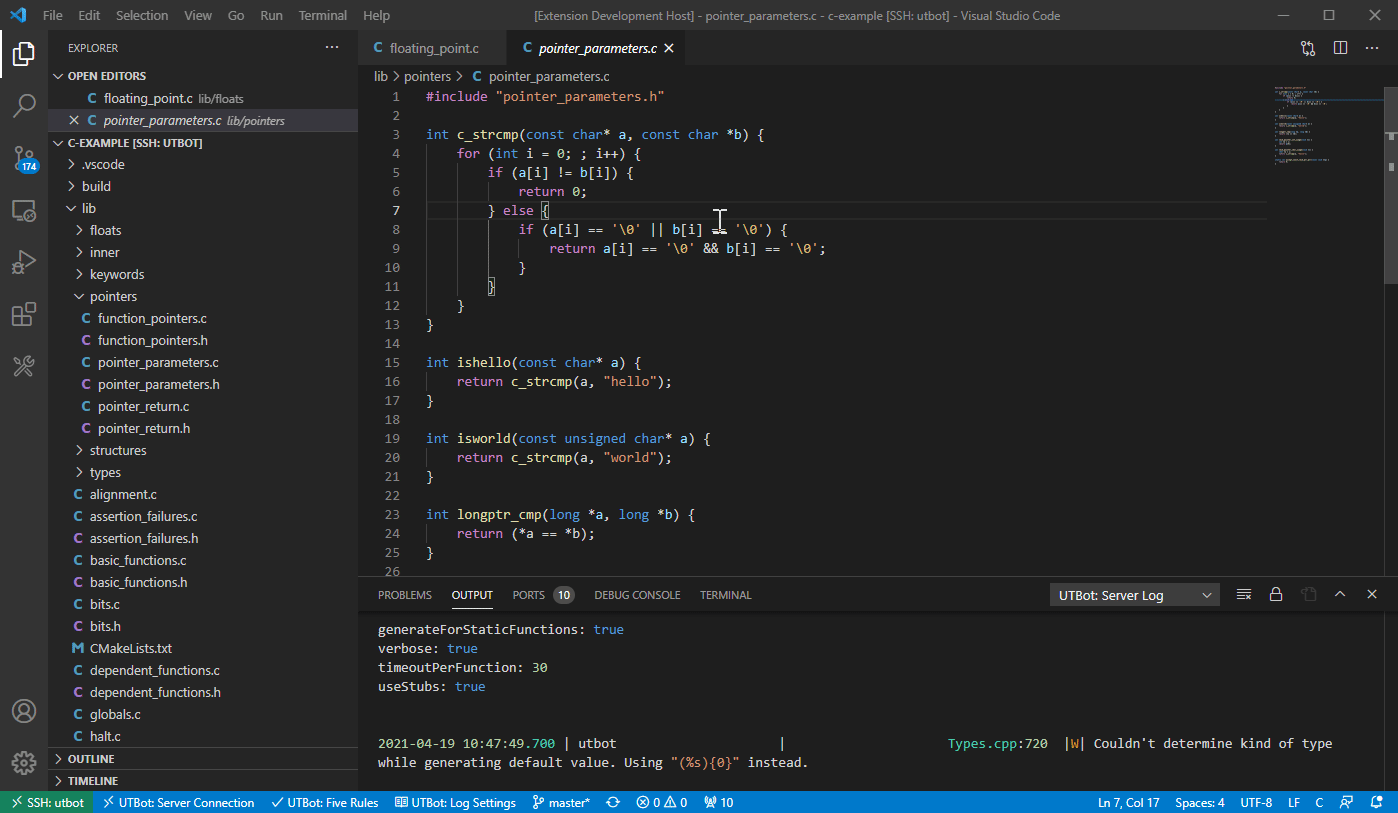 File Edit Selection View Go Run Terminal Help [Extension Development Host] - pointer_parameters.c - c-example [SSH: utbot] - Visual Studio Code
EXPLORER
OPEN EDITORS
floating_point.c lib/floats
pointer_parameters.c lib/pointers
C-EXAMPLE [SSH: UTBOT]
.vscode
build
lib
floats
inner
keywords
pointers
C function_pointers.c
C function_pointers.h
C pointer_parameters.c
C pointer_parameters.h
C pointer_return.c
C pointer_return.h
structures
types
C alignment.c
C assertion_failures.c
C assertion_failures.h
C basic_functions.c
C basic_functions.h
C bits.c
C bits.h
M CMakeLists.txt
C dependent_functions.c
C dependent_functions.h
C globals.c
C halt.c
OUTLINE
TIMELINE
174
C floating_point.c C pointer_parameters.c
lib > pointers > C pointer_parameters.c
1 #include "pointer_parameters.h"
2
3 int c_strcmp(const char* a, const char *b) {
4 for (int i = 0; ; i++) {
5 if (a[i] != b[i]) {
6 return 0;
7 } else {
8 if (a[i] == '\0' || b[i] == '\0') {
9 return a[i] == '\0' && b[i] == '\0';
10 }
11 }
12 }
13 }
14
15 int ishello(const char* a) {
16 return c_strcmp(a, "hello");
17 }
18
19 int isworld(const unsigned char* a) {
20 return c_strcmp(a, "world");
21 }
22
23 int longptr_cmp(long *a, long *b) {
24 return (*a == *b);
25 }
26
PROBLEMS OUTPUT PORTS 10 DEBUG CONSOLE TERMINAL UTBot: Server Log
generateForStaticFunctions: true
verbose: true
timeoutPerFunction: 30
useStubs: true
2021-04-19 10:47:49.700 | utbot | Types.cpp:720 |W| Couldn't determine kind of type
while generating default value. Using "(%s){0}" instead.
SSH: utbot UTBot: Server Connection UTBot: Five Rules UTBot: Log Settings master* 0 0 10 Ln 7, Col 17 Spaces: 4 UTF-8 LF C